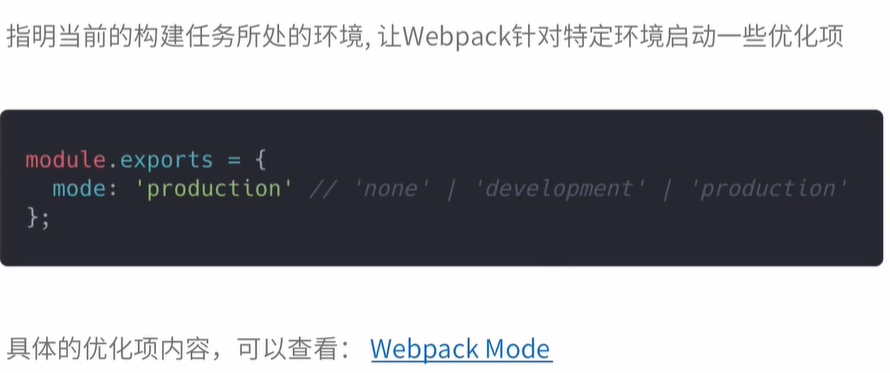 指明当前的构建任务所处的环境, 让Webpack针对特定环境启动一些优化项
module.exports = {
  mode: 'production' // 'none' | 'development' | 'production'
};
具体的优化项内容，可以查看： Webpack Mode